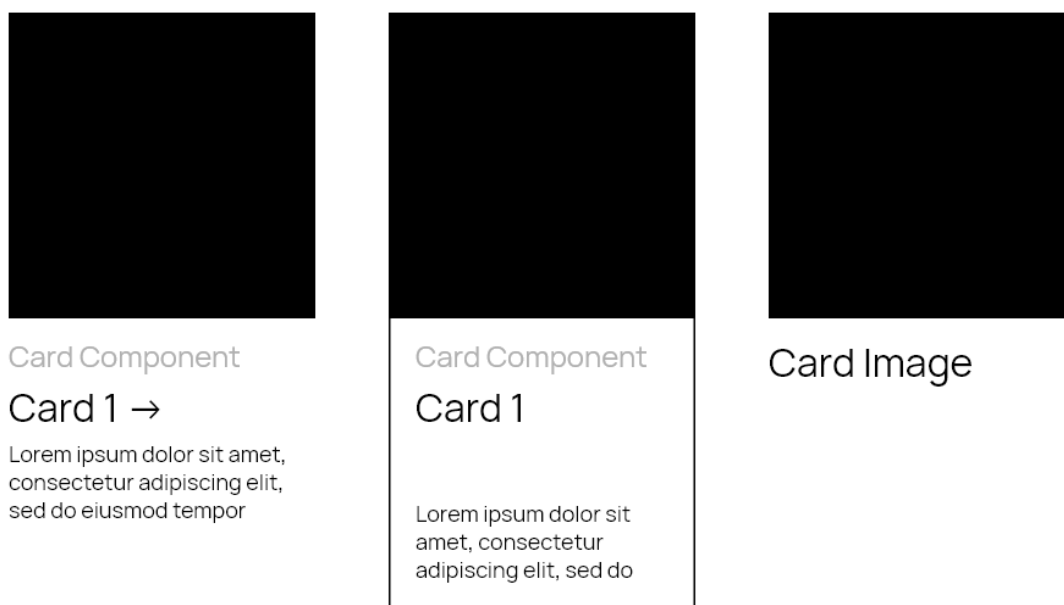 Card Component
Card 1 →
Lorem ipsum dolor sit amet,
consectetur adipiscing elit,
sed do eiusmod tempor
Card Component
Card 1
Lorem ipsum dolor sit
amet, consectetur
adipiscing elit, sed do
Card Image